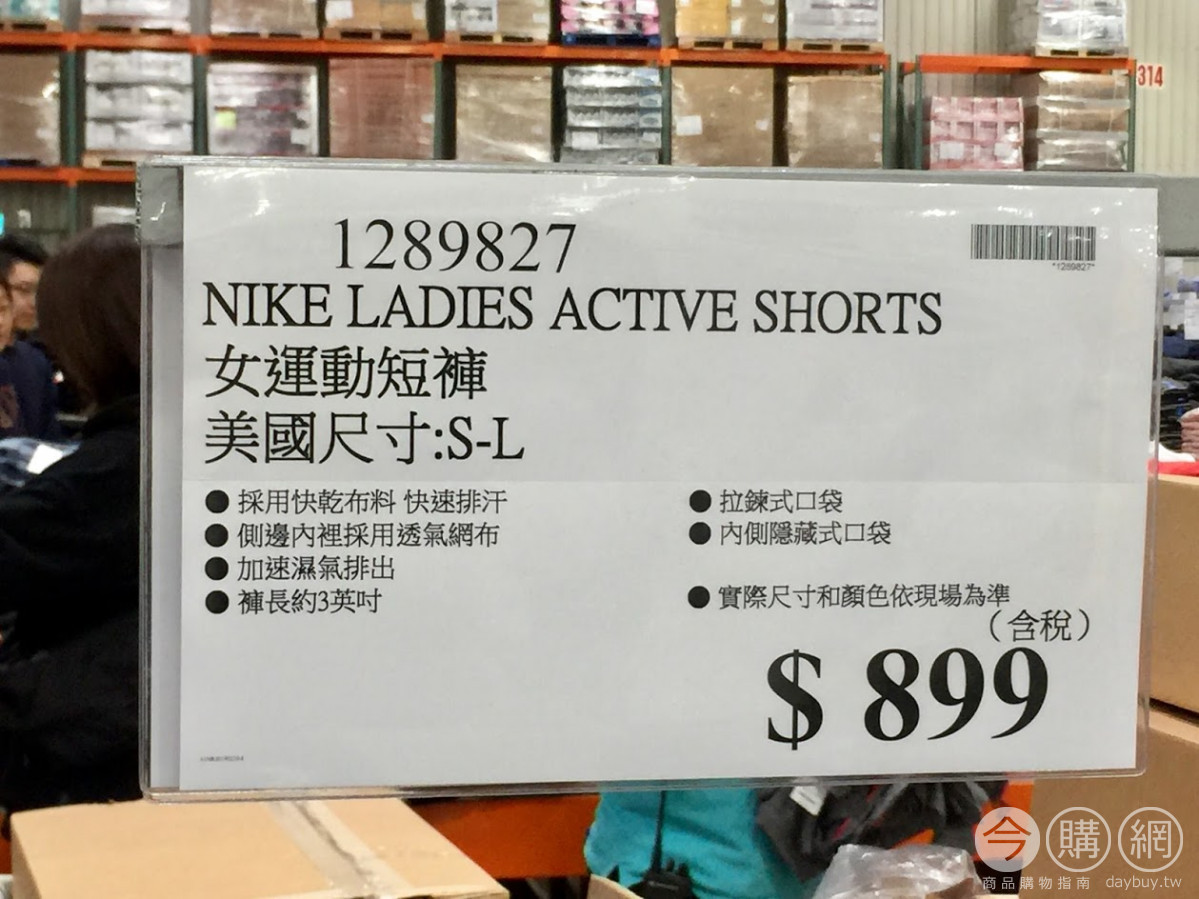 314
1289827
*1289827*
NIKE LADIES ACTIVE SHORTS
女運動短褲
美國尺寸:S-L
● 採用快乾布料 快速排汗
● 側邊內裡採用透氣網布
● 加速濕氣排出
● 褲長約3英吋
● 拉鍊式口袋
● 內側隱藏式口袋
● 實際尺寸和顏色依現場為準
（含稅）
$ 899
今購網
商品購物指南 daybuy.tw